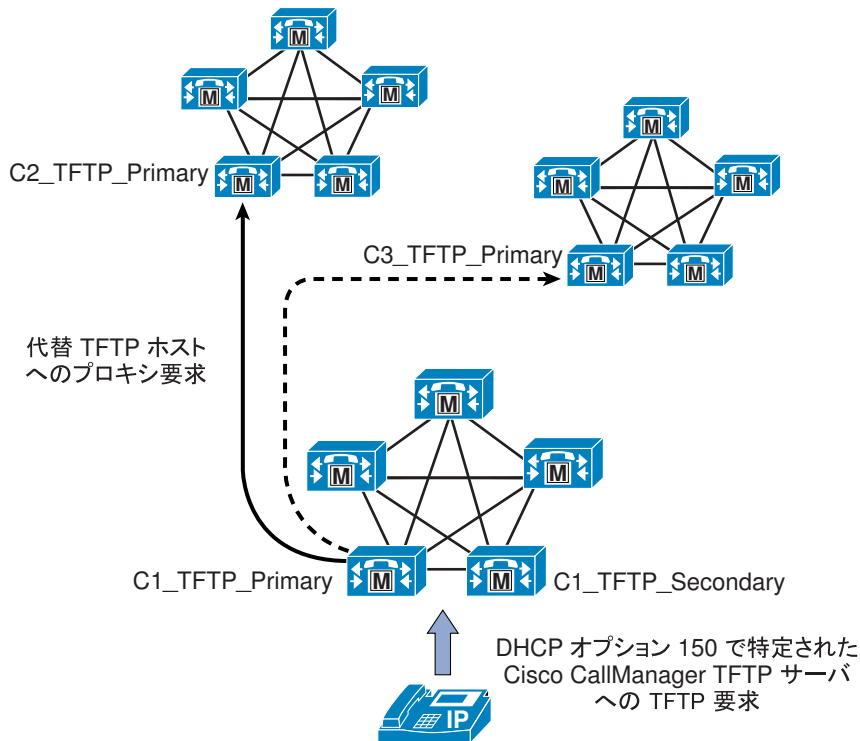 M
M
M
C2_TFTP_Primary
M
M
M
M
M
C3_TFTP_Primary
M
M
代替 TFTP ホスト
へのプロキシ要求
M
M
M
C1_TFTP_Primary
M
M
C1_TFTP_Secondary
DHCP オプション 150 で特定された
Cisco CallManager TFTP サーバ
への TFTP 要求
IP